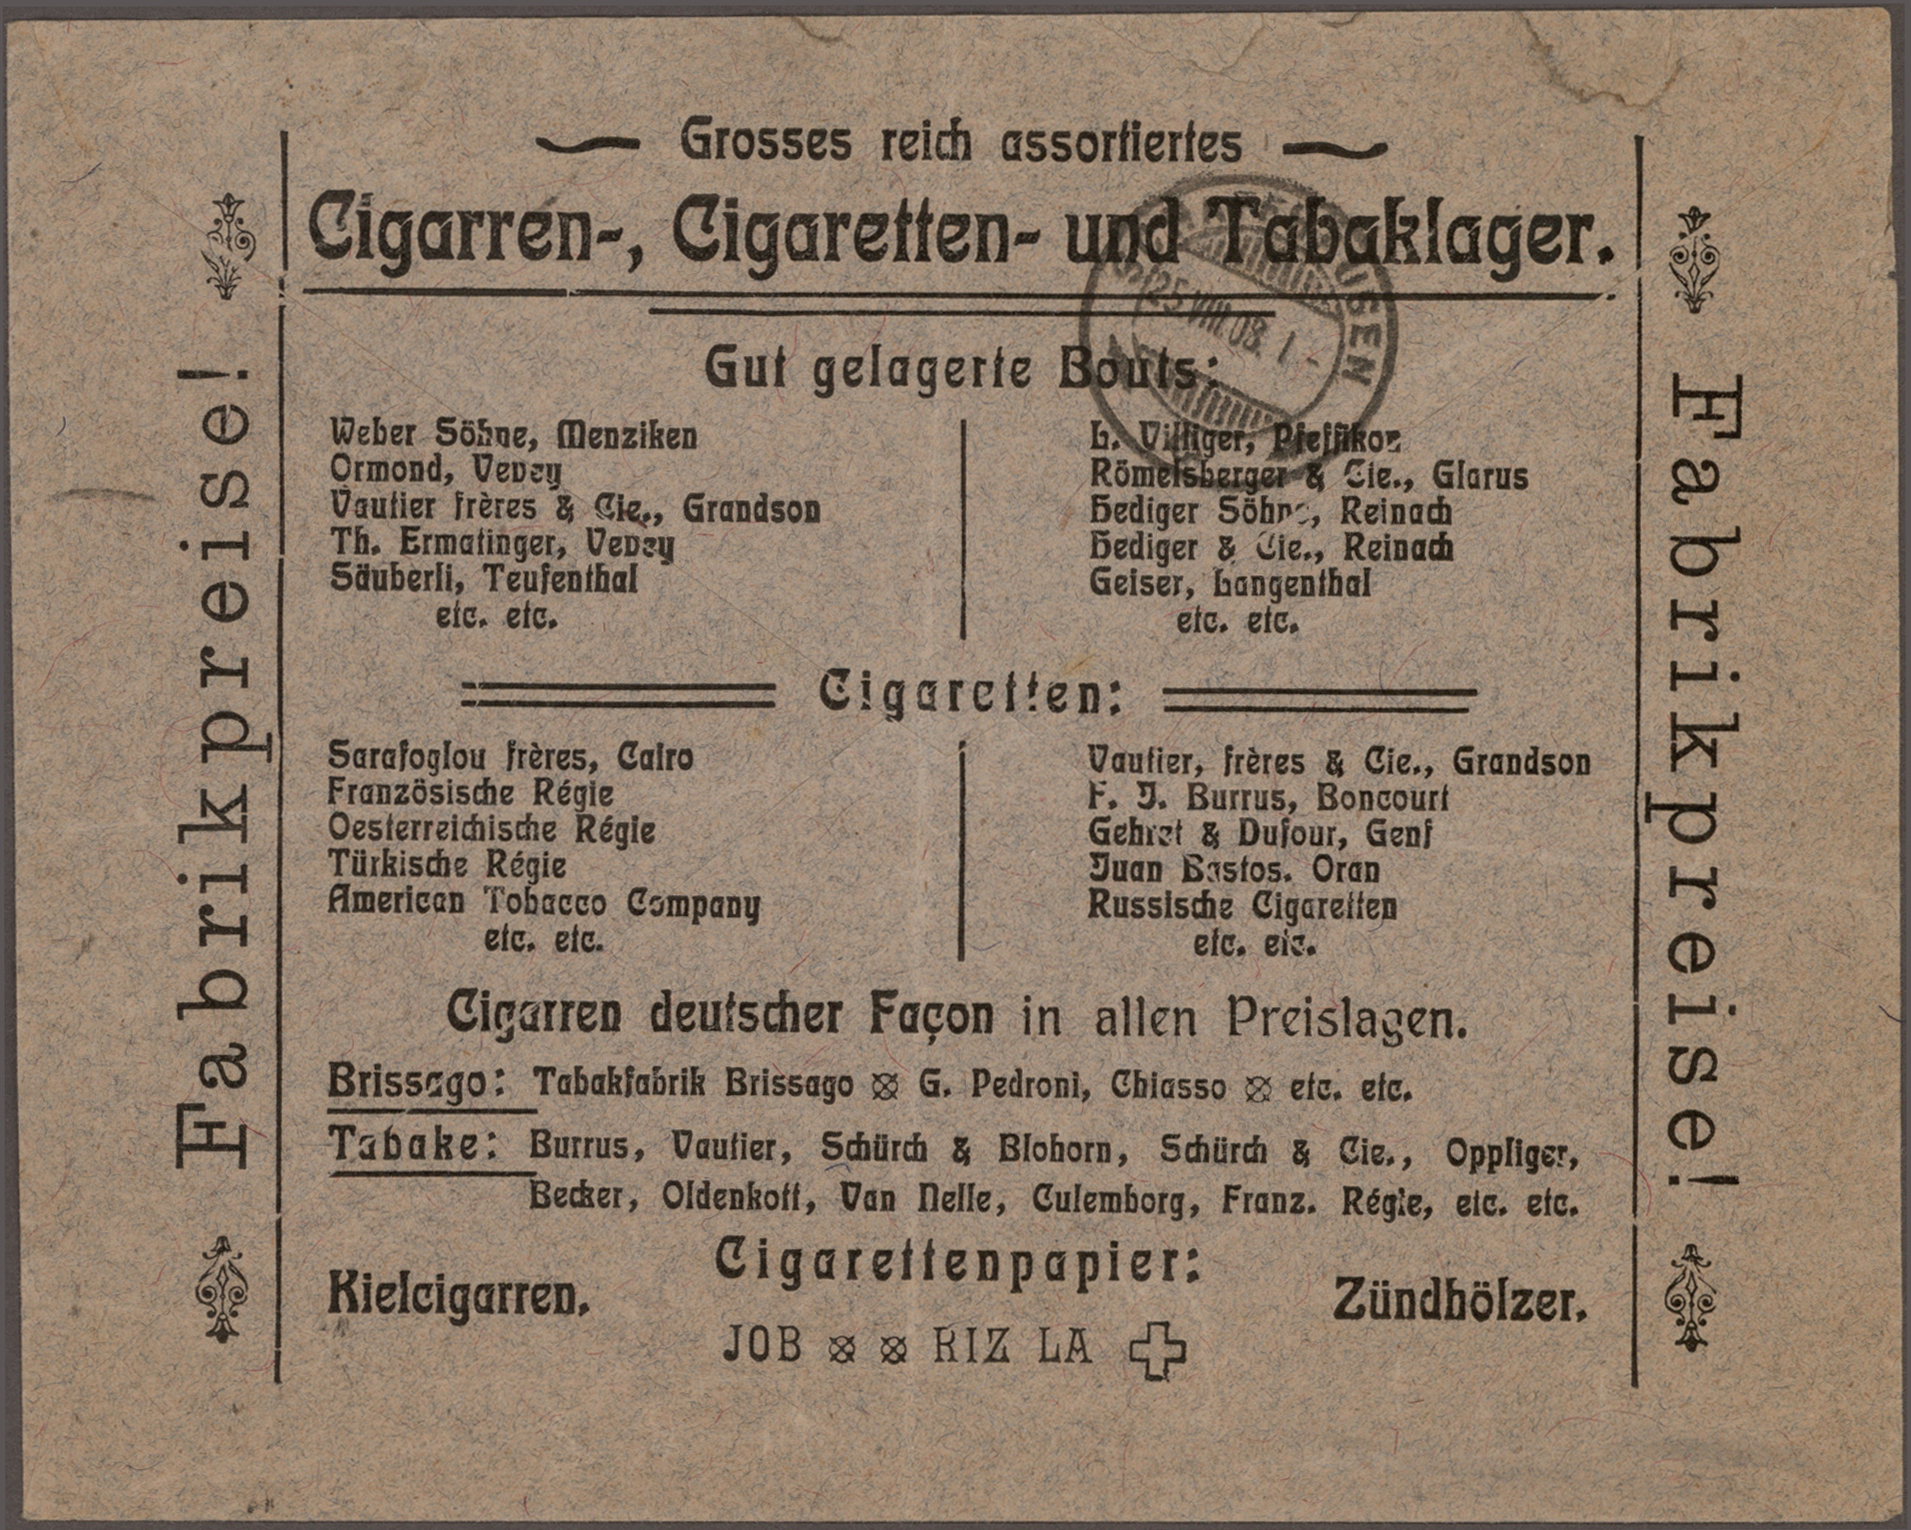 Grosses reich assortiertes
Cigarren-, Cigaretten- und Tabaklager.
Fabrikpreise!
Gut gelagerte Bouts:
Weber Söhne, Menziken
Ormond, Vevey
Vautier frères & Cie., Grandson
Th. Ermatinger, Vevey
Säuberli, Teufenthal
etc. etc.
L. Villiger, Pfeffikon
Römelsberger & Cie., Glarus
Hediger Söhne, Reinach
Hediger & Cie., Reinach
Geiser, Langenthal
etc. etc.
Cigaretten:
Sarafoglou frères, Cairo
Französische Régie
Oesterreichische Régie
Türkische Régie
American Tobacco Company
etc. etc.
Vautier, frères & Cie., Grandson
F. J. Burrus, Boncourt
Gehret & Dufour, Genf
Juan Bastos. Oran
Russische Cigaretten
etc. etc.
Cigarren deutscher Façon in allen Preislagen.
Brissago: Tabakfabrik Brissago G. Pedroni, Chiasso etc. etc.
Tabake: Burrus, Vautier, Schürch & Blohorn, Schürch & Cie., Oppliger,
Becker, Oldenkott, Van Nelle, Culemborg, Franz. Régie, etc. etc.
Kielcigarren.
Cigarettenpapier:
JOB RIZ LA
Zündhölzer.
Fabrikpreise!
25 VIII.08. I -